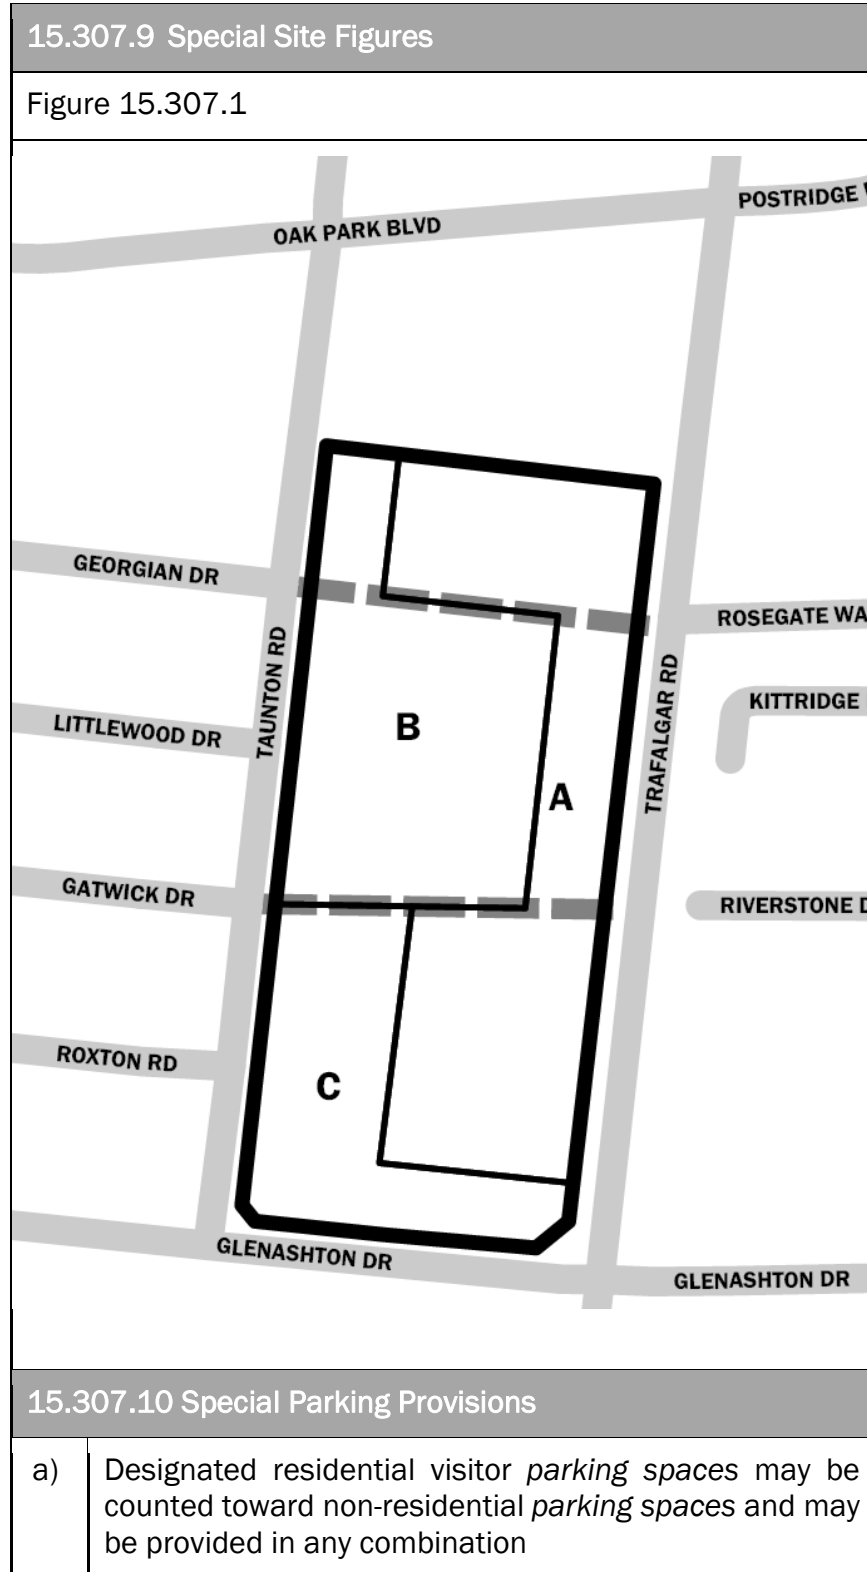 15.307.9 Special Site Figures
Figure 15.307.1
POSTRIDGE
OAK PARK BLVD
GEORGIAN DR
ROSEGATE WA
TAUNTON RD
TRAFALGAR RD
KITTRIDGE
LITTLEWOOD DR
B
A
GATWICK DR
RIVERSTONE D
ROXTON RD
C
GLENASHTON DR
GLENASHTON DR
15.307.10 Special Parking Provisions
a) Designated residential visitor parking spaces may be
counted toward non-residential parking spaces and may
be provided in any combination